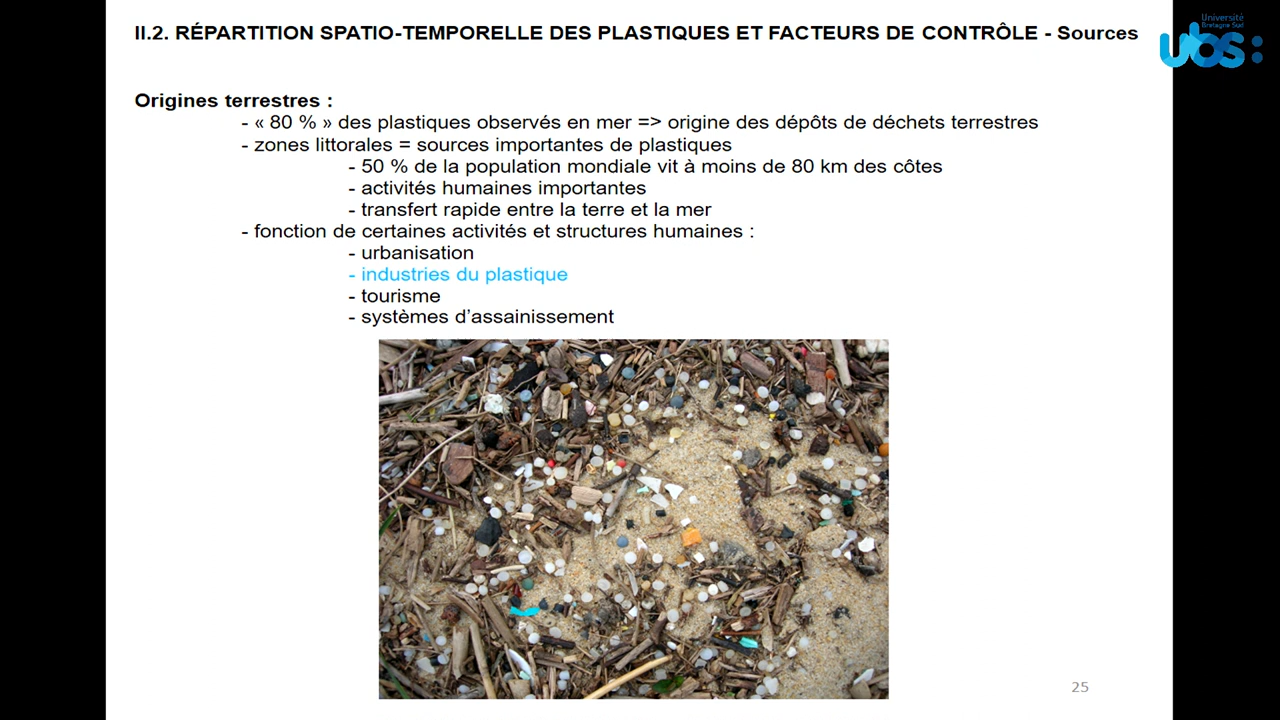 II.2. RÉPARTITION SPATIO-TEMPORELLE DES PLASTIQUES ET FACTEURS DE CONTRÔLE - Sources
Université
Bretagne Sud
ubs:
Origines terrestres :
- « 80 % » des plastiques observés en mer => origine des dépôts de déchets terrestres
- zones littorales = sources importantes de plastiques
- 50 % de la population mondiale vit à moins de 80 km des côtes
- activités humaines importantes
- transfert rapide entre la terre et la mer
- fonction de certaines activités et structures humaines :
- urbanisation
- industries du plastique
- tourisme
- systèmes d’assainissement
25